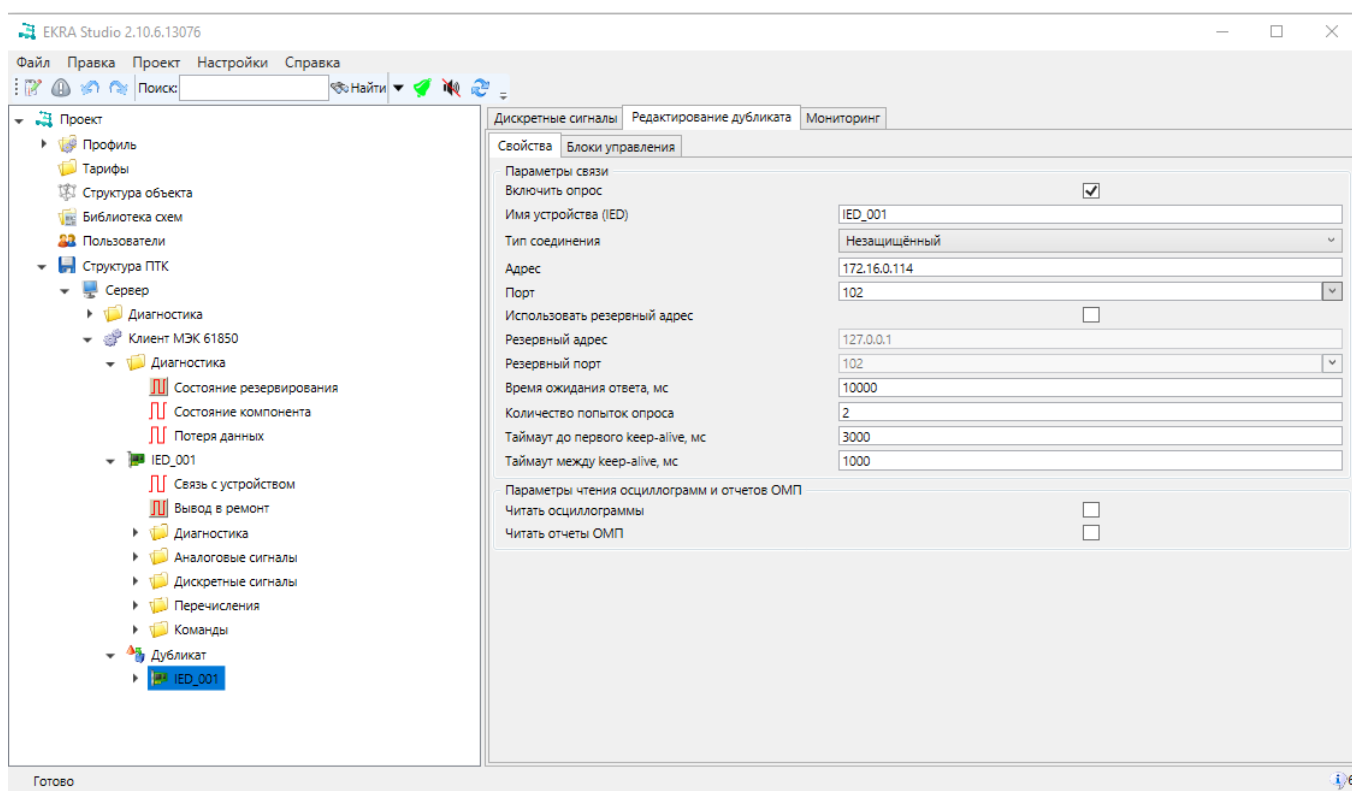 EKRA Studio 2.10.6.13076
Файл Правка Проект Настройки Справка
Поиск: Найти
Проект
Профиль
Тарифы
Структура объекта
Библиотека схем
Пользователи
Структура ПТК
Сервер
Диагностика
Клиент МЭК 61850
Диагностика
Состояние резервирования
Состояние компонента
Потеря данных
IED_001
Связь с устройством
Вывод в ремонт
Диагностика
Аналоговые сигналы
Дискретные сигналы
Перечисления
Команды
Дубликат
IED_001
Дискретные сигналы Редактирование дубликата Мониторинг
Свойства Блоки управления
Параметры связи
Включить опрос
Имя устройства (IED) IED_001
Тип соединения Незащищённый
Адрес 172.16.0.114
Порт 102
Использовать резервный адрес
Резервный адрес 127.0.0.1
Резервный порт 102
Время ожидания ответа, мс 10000
Количество попыток опроса 2
Таймаут до первого keep-alive, мс 3000
Таймаут между keep-alive, мс 1000
Параметры чтения осциллограмм и отчетов ОМП
Читать осциллограммы
Читать отчеты ОМП
Готово